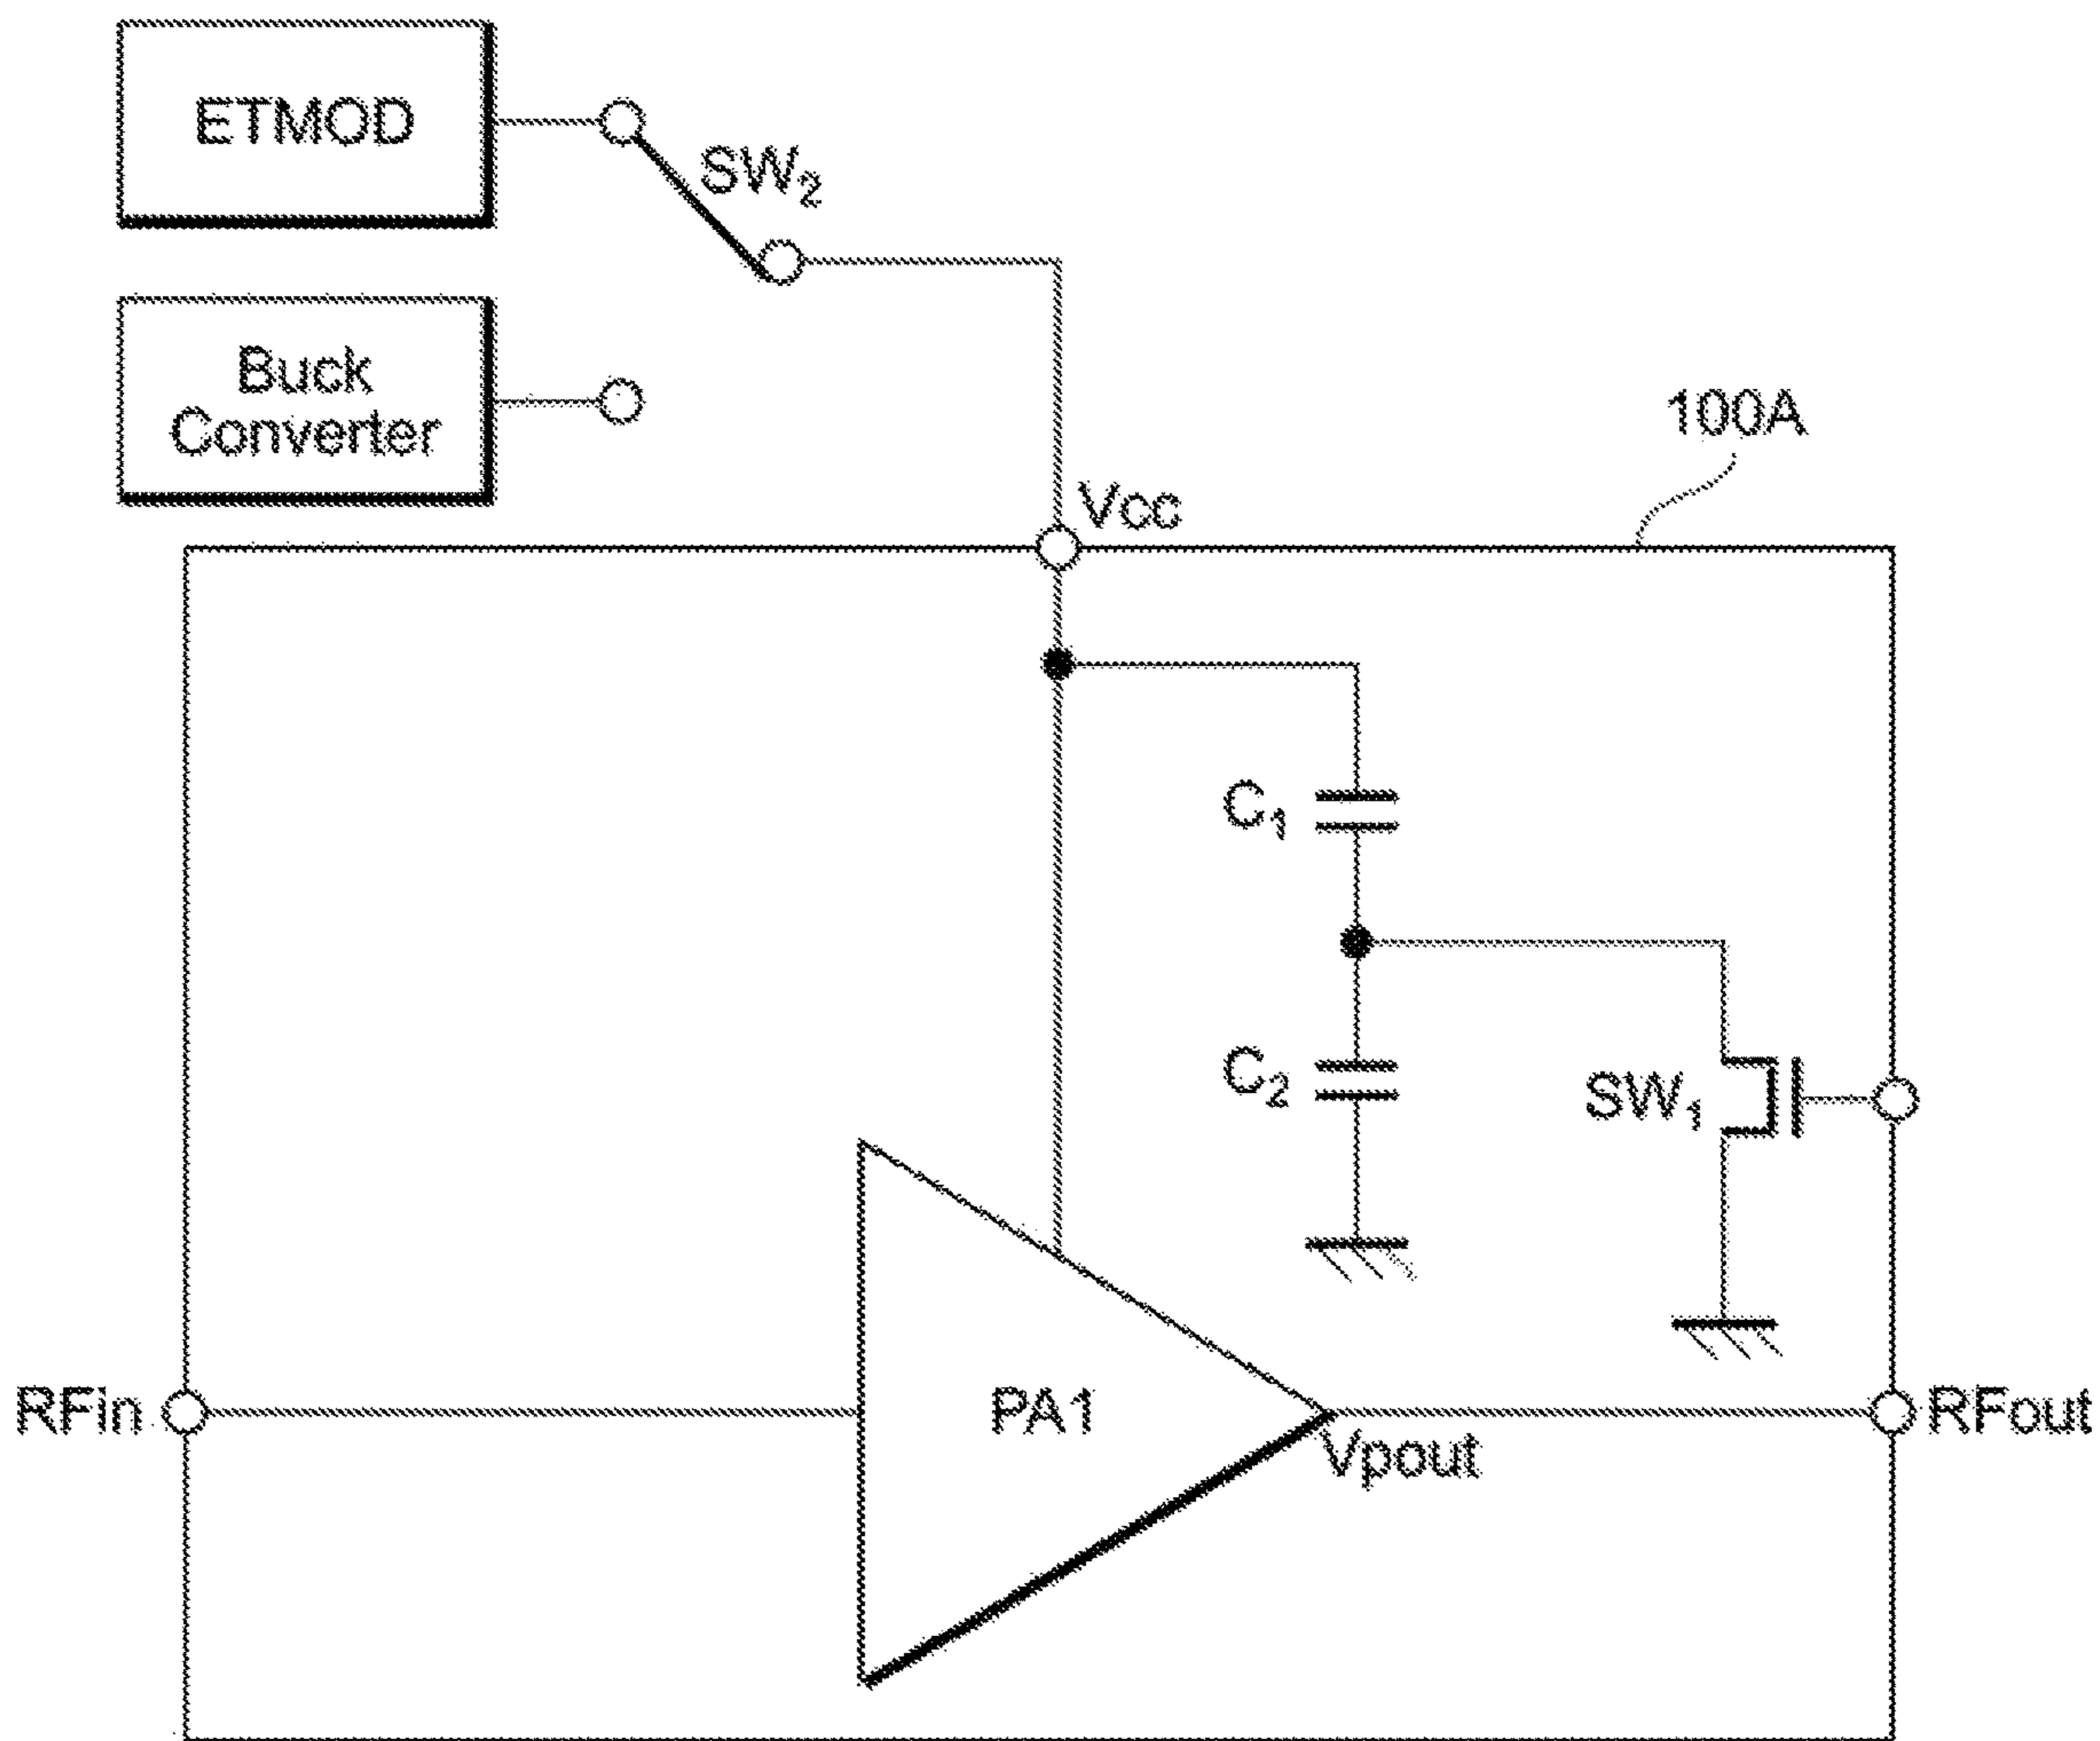 ETMOD
SW₂
Buck
Converter
100A
Vcc
C₁
C₂
SW₁
RFin
PA1
Vpout
RFout